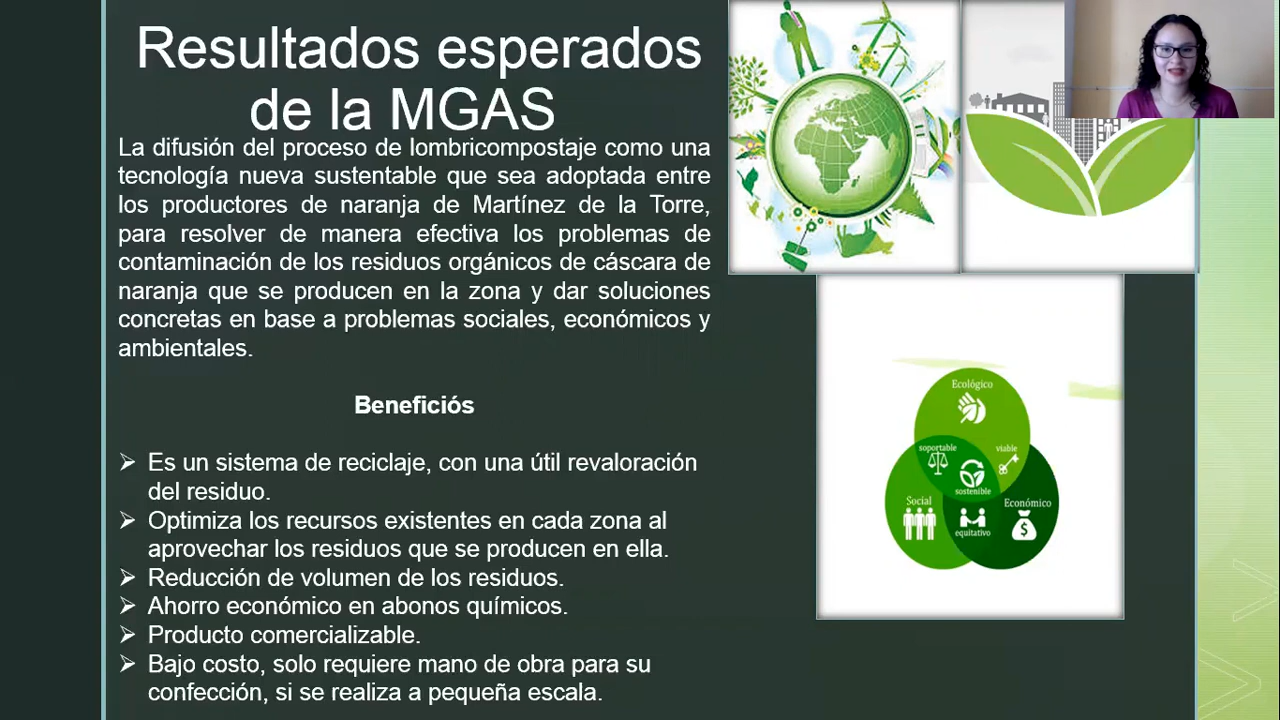 Resultados esperados
de la MGAS
La difusión del proceso de lombricompostaje como una
tecnología nueva sustentable que sea adoptada entre
los productores de naranja de Martínez de la Torre,
para resolver de manera efectiva los problemas de
contaminación de los residuos orgánicos de cáscara de
naranja que se producen en la zona y dar soluciones
concretas en base a problemas sociales, económicos y
ambientales.
Beneficiós
Es un sistema de reciclaje, con una útil revaloración
del residuo.
Optimiza los recursos existentes en cada zona al
aprovechar los residuos que se producen en ella.
Reducción de volumen de los residuos.
Ahorro económico en abonos químicos.
Producto comercializable.
Bajo costo, solo requiere mano de obra para su
confección, si se realiza a pequeña escala.
Ecológico
soportable
viable
sostenible
Social
Económico
equitativo
$